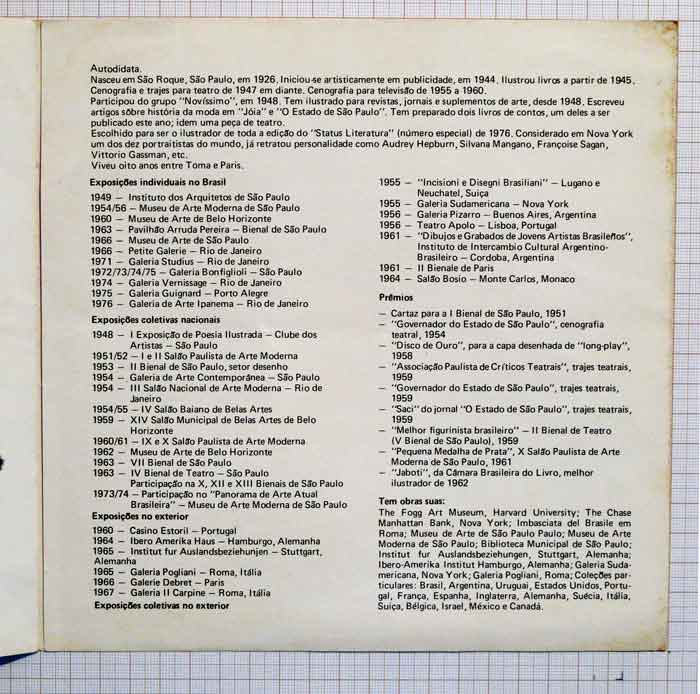 Autodidata.
Nasceu em São Roque, São Paulo, em 1926. Iniciou-se artisticamente em publicidade, em 1944. Ilustrou livros a partir de 1945.
Cenografia e trajes para teatro de 1947 em diante. Cenografia para televisão de 1955 a 1960.
Participou do grupo "Novíssimo", em 1948. Tem ilustrado para revistas, jornais e suplementos de arte, desde 1948. Escreveu
artigos sôbre história da moda em "Jóia" e "O Estado de São Paulo". Tem preparado dois livros de contos, um deles a ser
publicado este ano; idem uma peça de teatro.
Escolhido para ser o ilustrador de toda a edição do "Status Literatura" (número especial) de 1976. Considerado em Nova York
um dos dez portraitistas do mundo, já retratou personalidade como Audrey Hepburn, Silvana Mangano, Françoise Sagan,
Vittorio Gassman, etc.
Viveu oito anos entre Toma e Paris.
Exposições individuais no Brasil
1949 – Instituto dos Arquitetos de São Paulo
1954/56 – Museu de Arte Moderna de São Paulo
1960 – Museu de Arte de Belo Horizonte
1963 – Pavilhão Arruda Pereira – Bienal de São Paulo
1966 – Museu de Arte de São Paulo
1966 – Petite Galerie – Rio de Janeiro
1971 – Galeria Studius – Rio de Janeiro
1972/73/74/75 – Galeria Bonfiglioli – São Paulo
1974 – Galeria Vernissage – Rio de Janeiro
1975 – Galeria Guignard – Porto Alegre
1976 – Galeria de Arte Ipanema – Rio de Janeiro
Exposições coletivas nacionais
1948 – I Exposição de Poesia Ilustrada – Clube dos
Artistas – São Paulo
1951/52 – I e II Salão Paulista de Arte Moderna
1953 – II Bienal de São Paulo, setor desenho
1954 – Galeria de Arte Contemporânea – São Paulo
1954 – III Salão Nacional de Arte Moderna – Rio de
Janeiro
1954/55 – IV Salão Baiano de Belas Artes
1959 – XIV Salão Municipal de Belas Artes de Belo
Horizonte
1960/61 – IX e X Salão Paulista de Arte Moderna
1962 – Museu de Arte de Belo Horizonte
1963 – VII Bienal de São Paulo
1963 – IV Bienal de Teatro – São Paulo
Participação na X, XII e XIII Bienais de São Paulo
1973/74 – Participação no "Panorama de Arte Atual
Brasileira" – Museu de Arte Moderna de São Paulo
Exposições no exterior
1960 – Casino Estoril – Portugal
1964 – Ibero Amerika Haus – Hamburgo, Alemanha
1965 – Institut fur Auslandsbeziehunjen – Stuttgart,
Alemanha
1965 – Galeria Pogliani – Roma, Itália
1966 – Galerie Debret – Paris
1967 – Galeria II Carpine – Roma, Itália
Exposições coletivas no exterior
1955 – "Incisioni e Disegni Brasiliani" – Lugano e
Neuchatel, Suiça
1955 – Galeria Sudamericana – Nova York
1956 – Galeria Pizarro – Buenos Aires, Argentina
1956 – Teatro Apolo – Lisboa, Portugal
1961 – "Dibujos e Grabados de Jovens Artistas Brasileños",
Instituto de Intercambio Cultural Argentino-
Brasileiro – Cordoba, Argentina
1961 – II Bienale de Paris
1964 – Salão Bosio – Monte Carlos, Monaco
Prêmios
– Cartaz para a I Bienal de São Paulo, 1951
– "Governador do Estado de São Paulo", cenografia
teatral, 1954
– "Disco de Ouro", para a capa desenhada de "long-play",
1958
– "Associação Paulista de Críticos Teatrais", trajes teatrais,
1959
– "Governador do Estado de São Paulo", trajes teatrais,
1959
– "Saci" do jornal "O Estado de São Paulo", trajes teatrais,
1959
– "Melhor figurinista brasileiro" – II Bienal de Teatro
(V Bienal de São Paulo), 1959
– "Pequena Medalha de Prata", X Salão Paulista de Arte
Moderna de São Paulo, 1961
– "Jaboti", da Câmara Brasileira do Livro, melhor
ilustrador de 1962
Tem obras suas:
The Fogg Art Museum, Harvard University; The Chase
Manhattan Bank, Nova York; Imbasciata del Brasile em
Roma; Museu de Arte de São Paulo Paulo; Museu de Arte
Moderna de São Paulo; Biblioteca Municipal de São Paulo;
Institut fur Auslandsbeziehungen, Stuttgart, Alemanha;
Ibero-Amerika Institut Hamburgo, Alemanha; Galeria Suda-
mericana, Nova York; Galeria Pogliani, Roma; Coleções par-
ticulares: Brasil, Argentina, Uruguai, Estados Unidos, Portu-
gal, França, Espanha, Inglaterra, Alemanha, Suécia, Itália,
Suiça, Bélgica, Israel, México e Canadá.